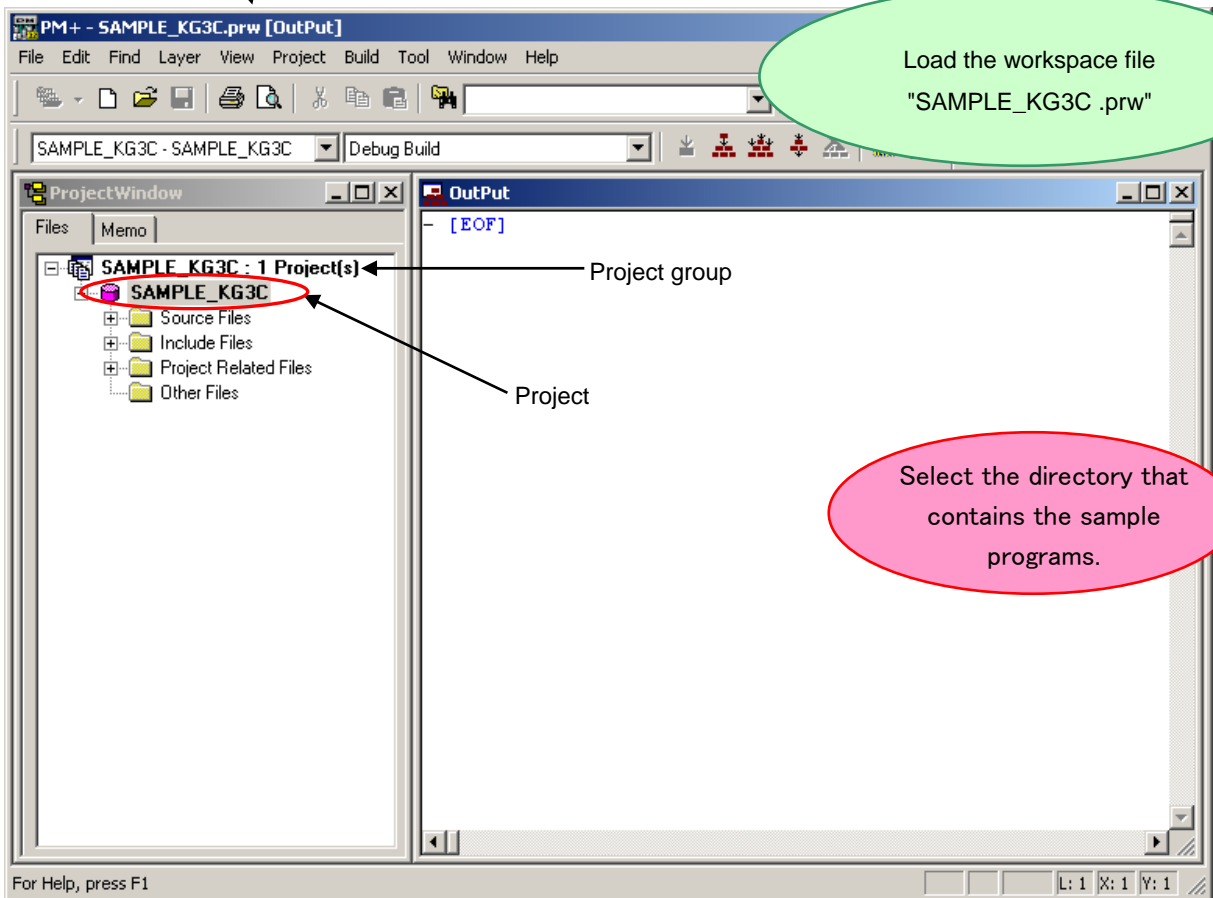 PM+ - SAMPLE_KG3C.prw [OutPut]
File Edit Find Layer View Project Build Tool Window Help
Load the workspace file
"SAMPLE_KG3C .prw"
SAMPLE_KG3C - SAMPLE_KG3C
Debug Build
ProjectWindow
Files
Memo
SAMPLE_KG3C : 1 Project(s)
SAMPLE_KG3C
Source Files
Include Files
Project Related Files
Other Files
OutPut
[EOF]
Project group
Project
Select the directory that
contains the sample
programs.
For Help, press F1
L: 1 X: 1 Y: 1